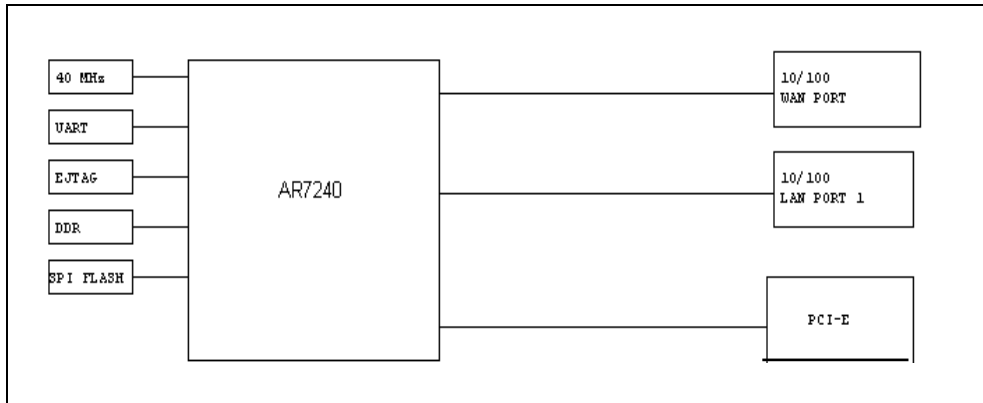 40 MHz
UART
EJTAG
DDR
SPI FLASH
AR7240
10/100
WAN PORT
10/100
LAN PORT 1
PCI-E